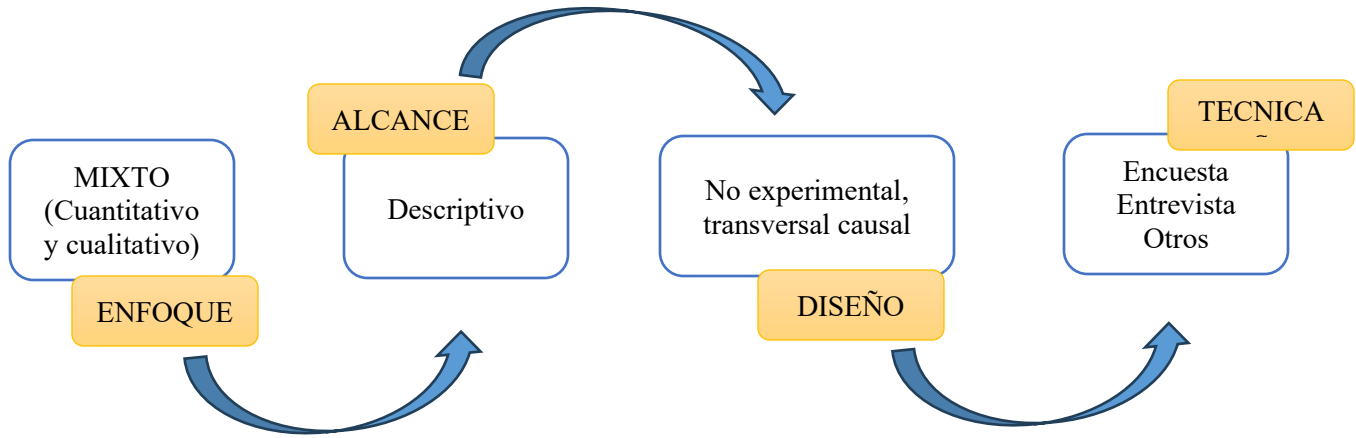 MIXTO
(Cuantitativo
y cualitativo)
ENFOQUE
ALCANCE
Descriptivo
No experimental,
transversal causal
DISEÑO
TECNICA
Encuesta
Entrevista
Otros